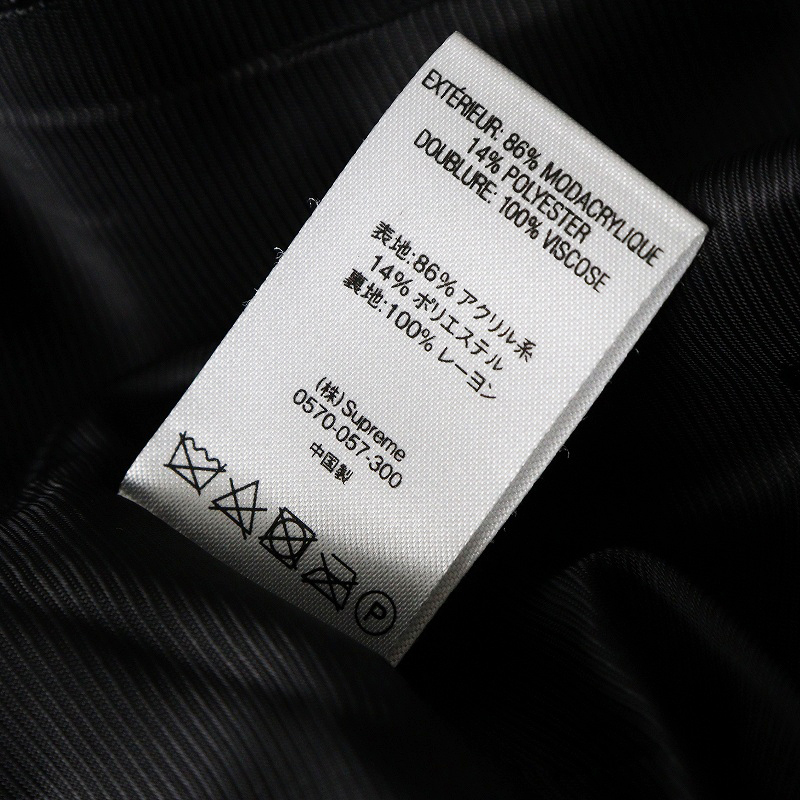 EXTÉRIEUR: 86% MODACRYLIQUE
14% POLYESTER
DOUBLURE: 100% VISCOSE
表地:86% アクリル系
14% ポリエステル
裏地:100% レーヨン
(株)Supreme
0570-057-300
中国製
P